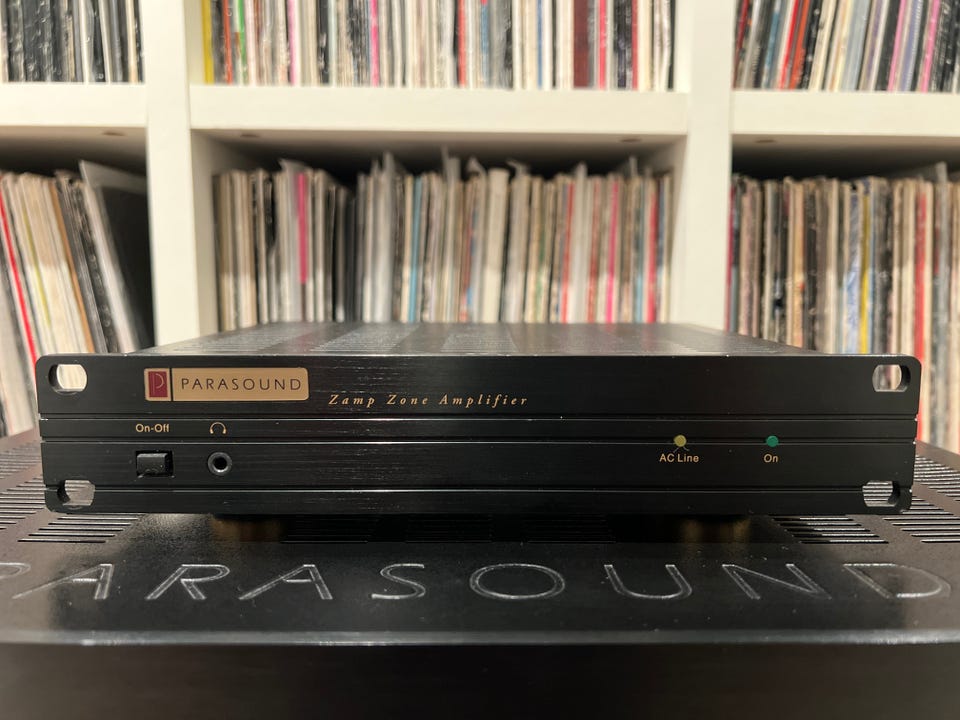 P PARASOUND
Zamp Zone Amplifier
On-Off
AC Line
On
PARASOUND